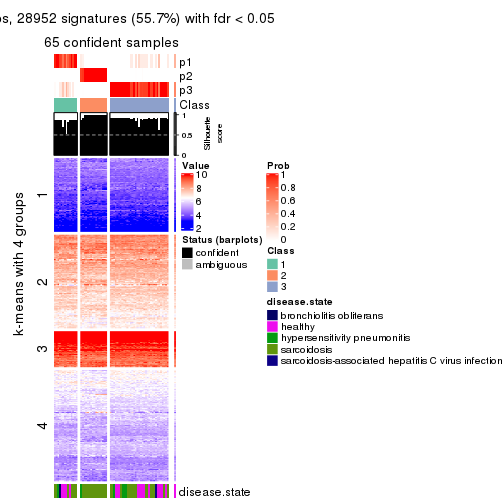 os, 28952 signatures (55.7%) with fdr < 0.05
65 confident samples
p1
p2
p3
Class
1
0.5
0
Silhouette
score
k-means with 4 groups
1
2
3
4
disease.state
Value
10
8
6
4
2
Status (barplots)
confident
ambiguous
Prob
1
0.8
0.6
0.4
0.2
0
Class
1
2
3
disease.state
bronchiolitis obliterans
healthy
hypersensitivity pneumonitis
sarcoidosis
sarcoidosis-associated hepatitis C virus infection